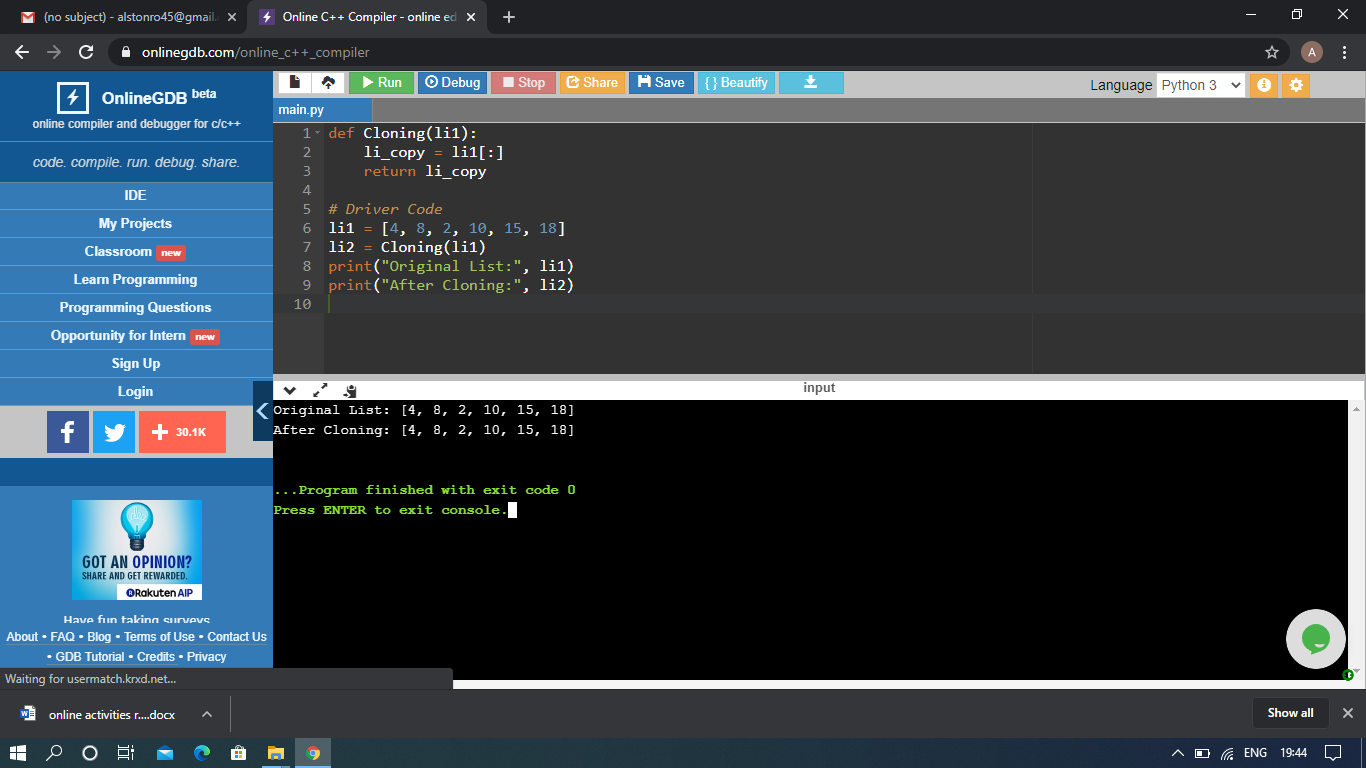 (no subject) - alstonro45@gmail.
Online C++ Compiler - online ed
onlinegdb.com/online_c++_compiler
A
OnlineGDB beta
online compiler and debugger for c/c++
code. compile. run. debug. share.
IDE
My Projects
Classroom new
Learn Programming
Programming Questions
Opportunity for Intern new
Sign Up
Login
f
+ 30.1K
GOT AN OPINION?
SHARE AND GET REWARDED.
Rakuten AIP
Have fun taking surveys
About • FAQ • Blog • Terms of Use • Contact Us
• GDB Tutorial • Credits • Privacy
Run Debug Stop Share Save { } Beautify
Language Python 3
main.py
1 def Cloning(li1):
2 li_copy = li1[:]
3 return li_copy
4
5 # Driver Code
6 li1 = [4, 8, 2, 10, 15, 18]
7 li2 = Cloning(li1)
8 print("Original List:", li1)
9 print("After Cloning:", li2)
10
input
Original List: [4, 8, 2, 10, 15, 18]
After Cloning: [4, 8, 2, 10, 15, 18]
...Program finished with exit code 0
Press ENTER to exit console.
Waiting for usermatch.krxd.net...
online activities r....docx
Show all
ENG 19:44